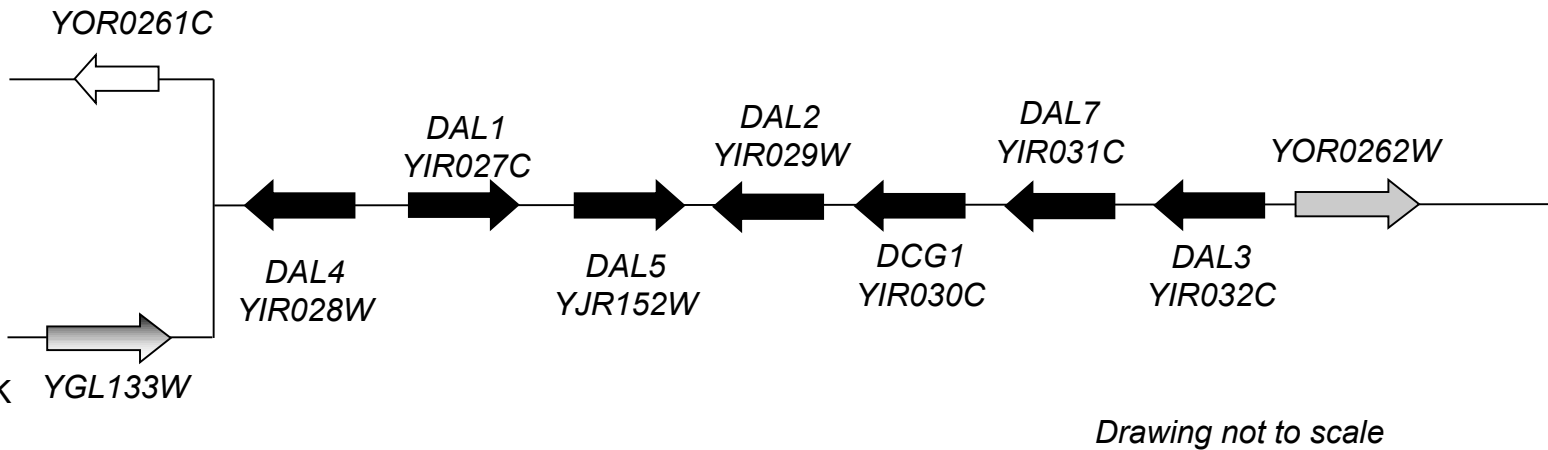 YOR0261C
DAL1
YIR027C
DAL2
YIR029W
DAL7
YIR031C
YOR0262W
DAL4
YIR028W
DAL5
YJR152W
DCG1
YIR030C
DAL3
YIR032C
K YGL133W
Drawing not to scale